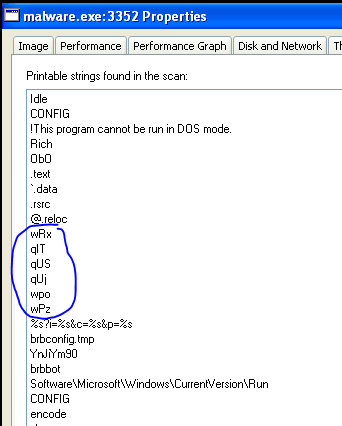 malware.exe:3352 Properties
Image Performance Performance Graph Disk and Network
Printable strings found in the scan:
Idle
CONFIG
!This program cannot be run in DOS mode.
Rich
ObO
.text
`.data
.rsrc
@.reloc
wRx
qIT
qUS
qUj
wpo
wPz
%s?i=%s&c=%s&p=%s
brbconfig.tmp
YnJiYm90
brbbot
Software\Microsoft\Windows\CurrentVersion\Run
CONFIG
encode